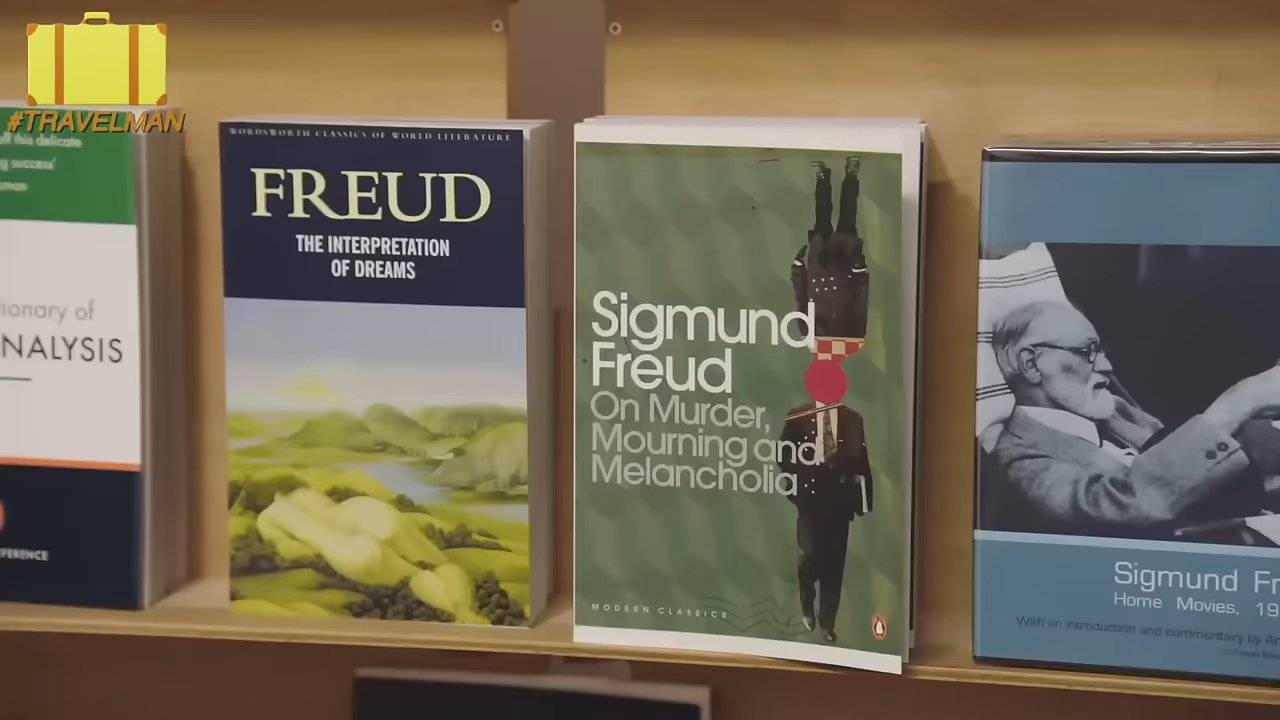 #TRAVELMAN
off this delicate
success'
ionary of
NALYSIS
FERENCE
WORDSWORTH CLASSICS OF WORLD LITERATURE
FREUD
THE INTERPRETATION
OF DREAMS
Sigmund
Freud
On Murder,
Mourning and
Melancholia
MODERN CLASSICS
Sigmund Fr
Home Movies, 19
With an introduction and commentary by An